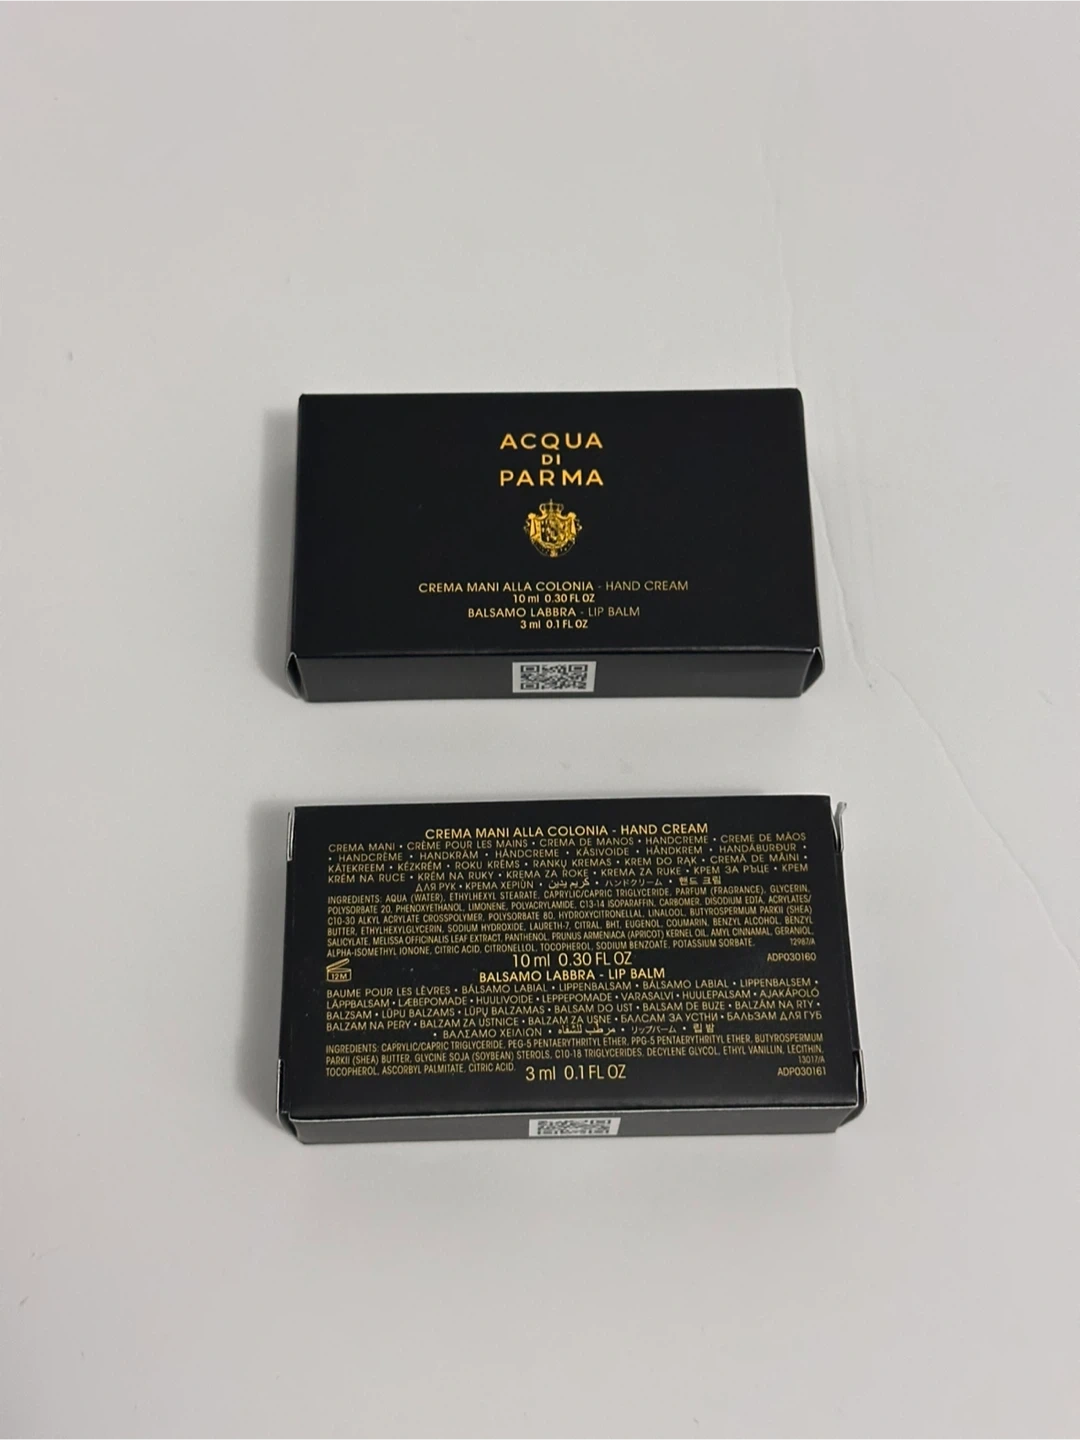 ACQUA
DI
PARMA
CREMA MANI ALLA COLONIA - HAND CREAM
10 ml 0.30 FL OZ
BALSAMO LABBRA - LIP BALM
3 ml 0.1 FL OZ
CREMA MANI ALLA COLONIA - HAND CREAM
CREMA MANI • CRÈME POUR LES MAINS • CREMA DE MANOS • HANDCREME • CREME DE MÃOS
• HANDCRÈME • HANDKRÄM • HÅNDCREME • KÄSIVOIDE • HÅNDKREM • HANDÁBURÐUR •
KÄTEKREEM • KÉZKRÉM • ROKU KRĒMS • RANKŲ KREMAS • KREM DO RĄK • CREMĂ DE MÂINI •
KRÉM NA RUCE • KRÉM NA RUKY • KREMA ZA ROKE • KREMA ZA RUKE • КРЕМ ЗА РЪЦЕ • КРЕМ
ДЛЯ РУК • ΚΡΕΜΑ ΧΕΡΙΩΝ • كريم يدين • ハンドクリーム • 핸드 크림
INGREDIENTS: AQUA (WATER), ETHYLHEXYL STEARATE, CAPRYLIC/CAPRIC TRIGLYCERIDE, PARFUM (FRAGRANCE), GLYCERIN,
POLYSORBATE 20, PHENOXYETHANOL, LIMONENE, POLYACRYLAMIDE, C13-14 ISOPARAFFIN, CARBOMER, DISODIUM EDTA, ACRYLATES/
C10-30 ALKYL ACRYLATE CROSSPOLYMER, POLYSORBATE 80, HYDROXYCITRONELLAL, LINALOOL, BUTYROSPERMUM PARKII (SHEA)
BUTTER, ETHYLHEXYLGLYCERIN, SODIUM HYDROXIDE, LAURETH-7, CITRAL, BHT, EUGENOL, COUMARIN, BENZYL ALCOHOL, BENZYL
SALICYLATE, MELISSA OFFICINALIS LEAF EXTRACT, PANTHENOL, PRUNUS ARMENIACA (APRICOT) KERNEL OIL, AMYL CINNAMAL, GERANIOL,
ALPHA-ISOMETHYL IONONE, CITRIC ACID, CITRONELLOL, TOCOPHEROL, SODIUM BENZOATE, POTASSIUM SORBATE. 12987/A
12M 10 ml 0.30 FL OZ ADP030160
BALSAMO LABBRA - LIP BALM
BAUME POUR LES LÈVRES • BÁLSAMO LABIAL • LIPPENBALSAM • BÁLSAMO LABIAL • LIPPENBALSEM •
LÄPPBALSAM • LÆBEPOMADE • HUULIVOIDE • LEPPEPOMADE • VARASALVI • HUULEPALSAM • AJAKÁPOLÓ
BALZSAM • LŪPU BALZAMS • LŪPŲ BALZAMAS • BALSAM DO UST • BALSAM DE BUZE • BALZÁM NA RTY •
BALZAM NA PERY • BALZAM ZA USTNICE • BALZAM ZA USNE • БАЛСАМ ЗА УСТНИ • БАЛЬЗАМ ДЛЯ ГУБ
• ΒΑΛΣΑΜΟ ΧΕΙΛΙΩΝ • مرطب للشفاه • リップバーム • 립 밤
INGREDIENTS: CAPRYLIC/CAPRIC TRIGLYCERIDE, PEG-5 PENTAERYTHRITYL ETHER, PPG-5 PENTAERYTHRITYL ETHER, BUTYROSPERMUM
PARKII (SHEA) BUTTER, GLYCINE SOJA (SOYBEAN) STEROLS, C10-18 TRIGLYCERIDES, DECYLENE GLYCOL, ETHYL VANILLIN, LECITHIN,
TOCOPHEROL, ASCORBYL PALMITATE, CITRIC ACID. 13017/A
3 ml 0.1 FL OZ ADP030161